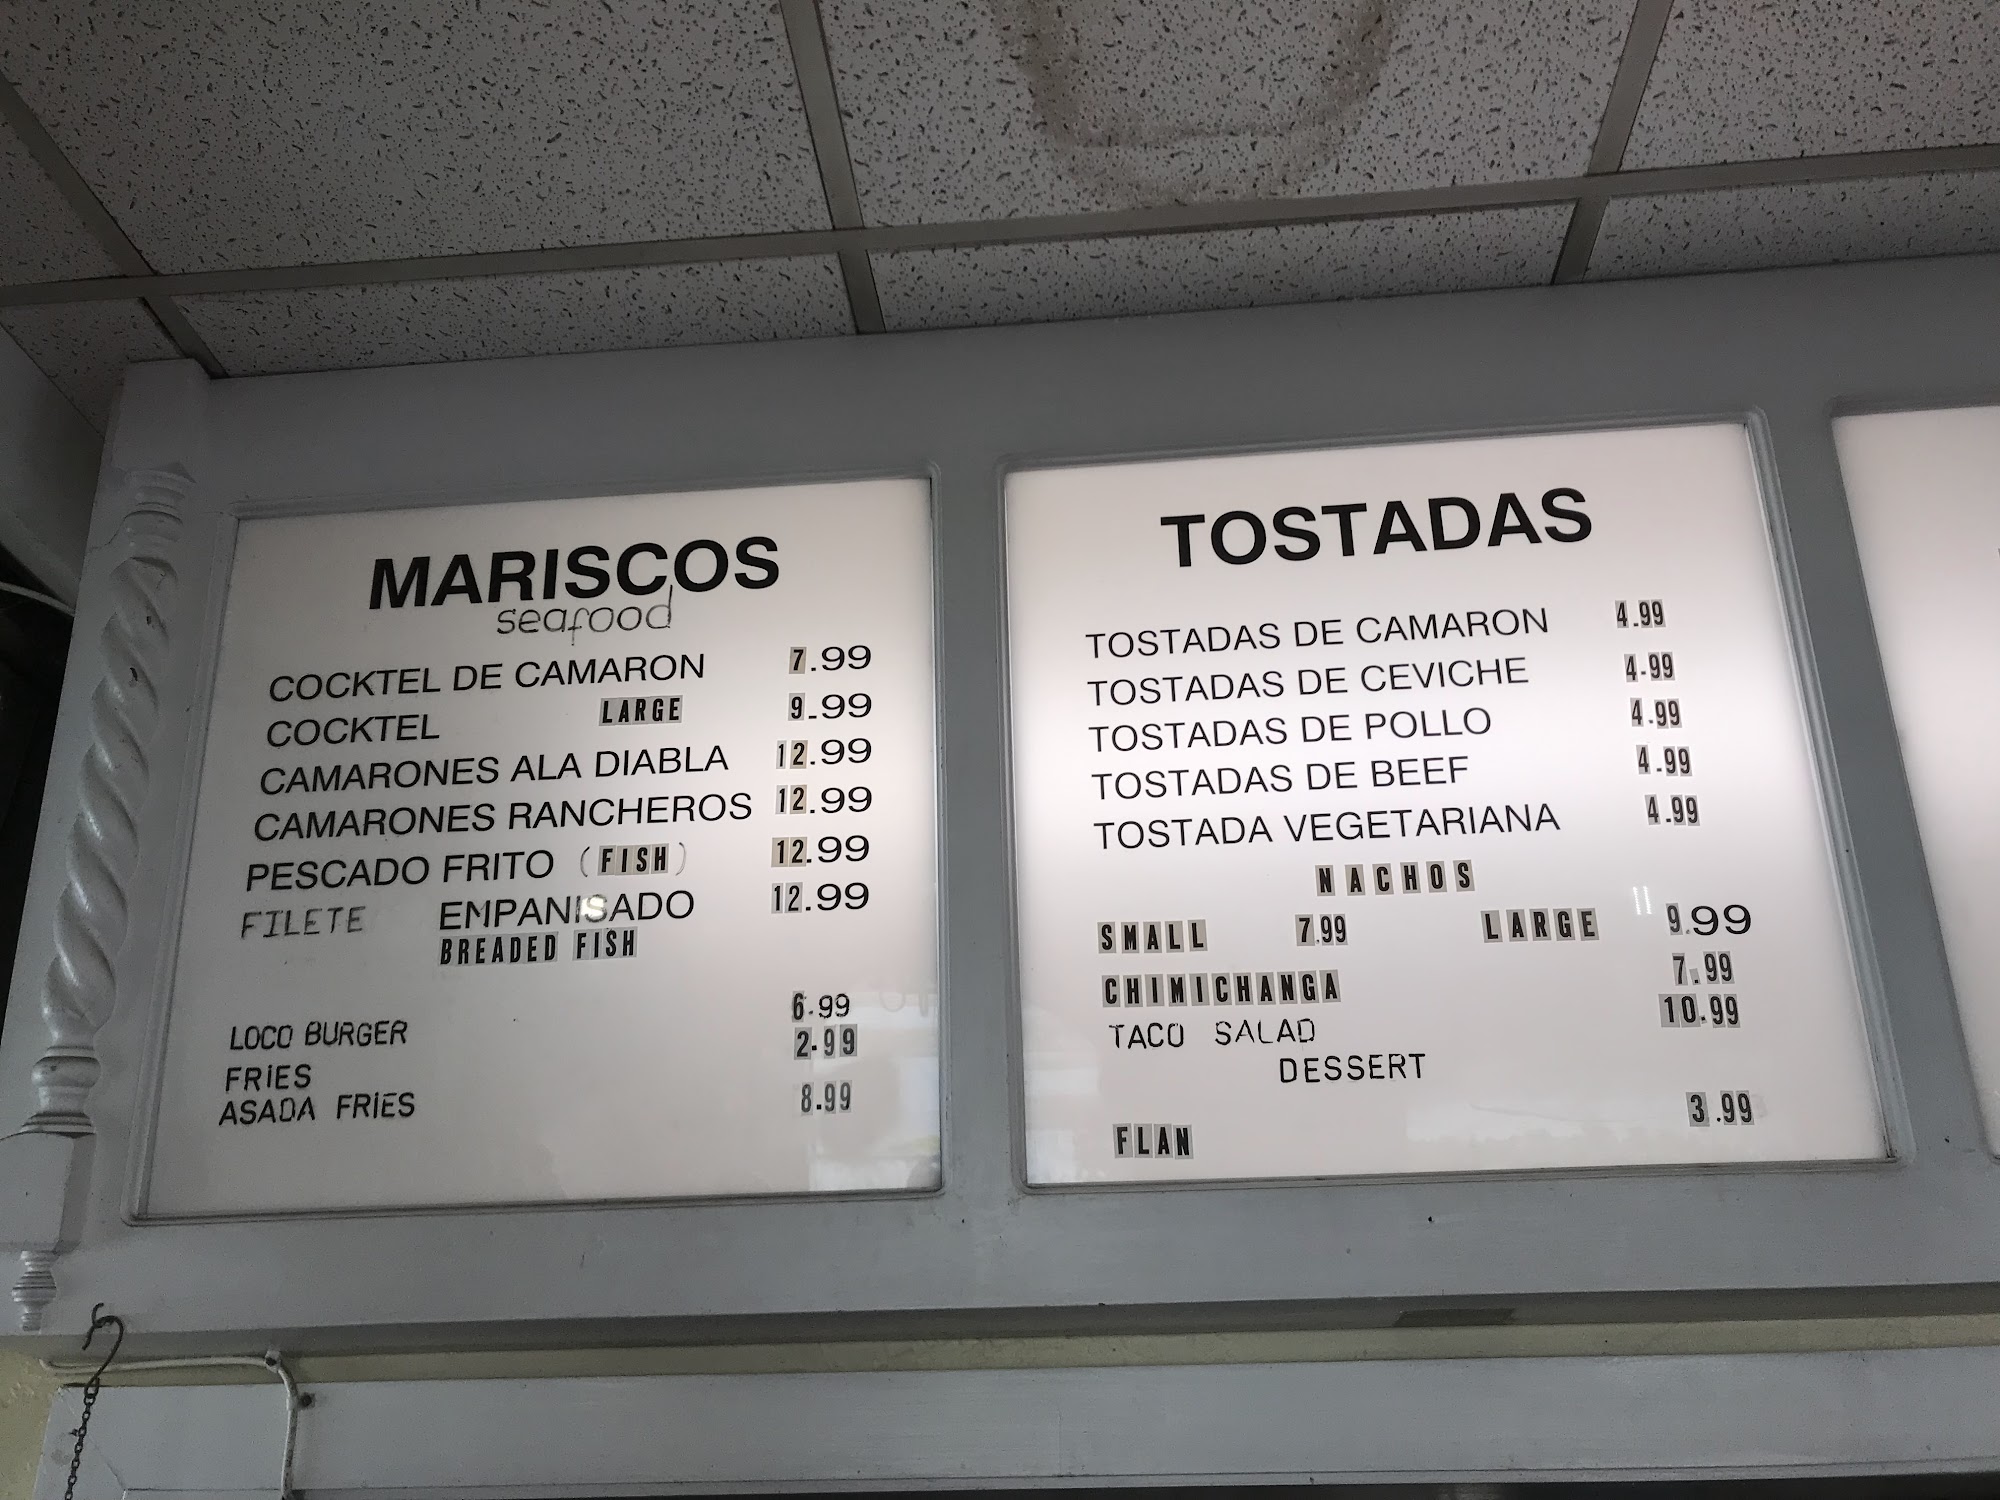 MARISCOS
seafood
COCKTEL DE CAMARON 7.99
COCKTEL LARGE 9.99
CAMARONES ALA DIABLA 12.99
CAMARONES RANCHEROS 12.99
PESCADO FRITO (FISH) 12.99
FILETE EMPANISADO 12.99
BREADED FISH
LOCO BURGER 6.99
FRIES 2.99
ASADA FRIES 8.99
TOSTADAS
TOSTADAS DE CAMARON 4.99
TOSTADAS DE CEVICHE 4.99
TOSTADAS DE POLLO 4.99
TOSTADAS DE BEEF 4.99
TOSTADA VEGETARIANA 4.99
NACHOS
SMALL 7.99 LARGE 9.99
CHIMICHANGA 7.99
TACO SALAD 10.99
DESSERT
FLAN 3.99